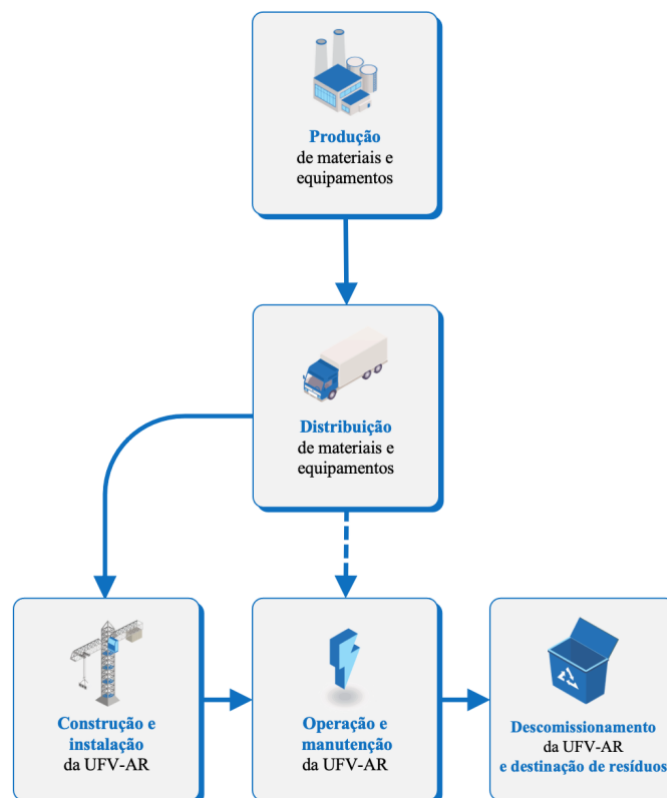 Produção
de materiais e
equipamentos
Distribuição
de materiais e
equipamentos
Construção e
instalação
da UFV-AR
Operação e
manutenção
da UFV-AR
Descomissionamento
da UFV-AR
e destinação de resíduos